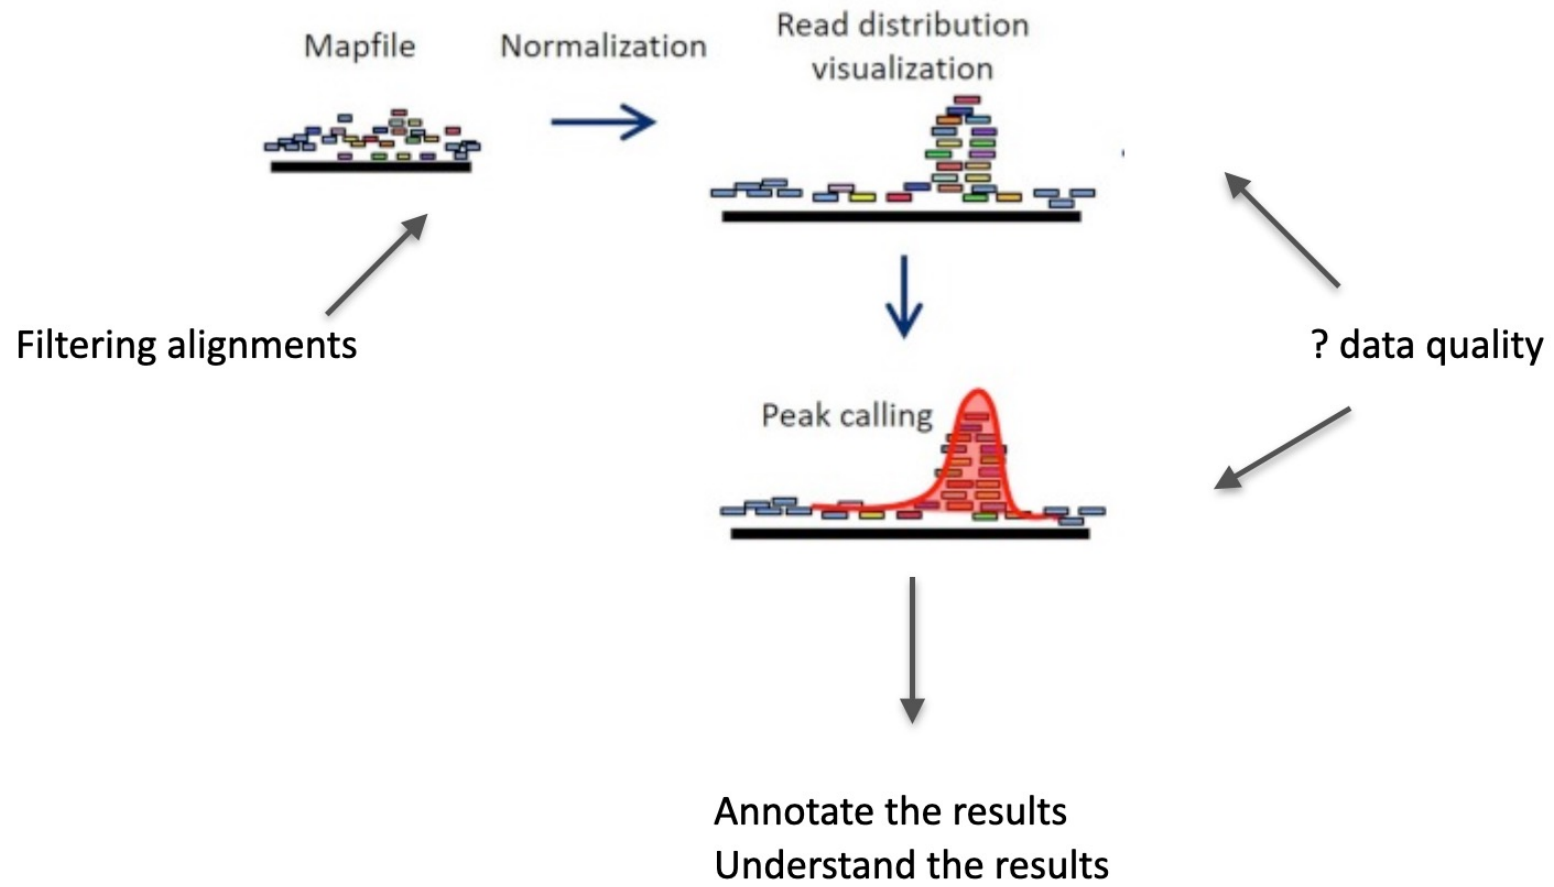 Mapfile
Normalization
Read distribution
visualization
Filtering alignments
? data quality
Peak calling
Annotate the results
Understand the results